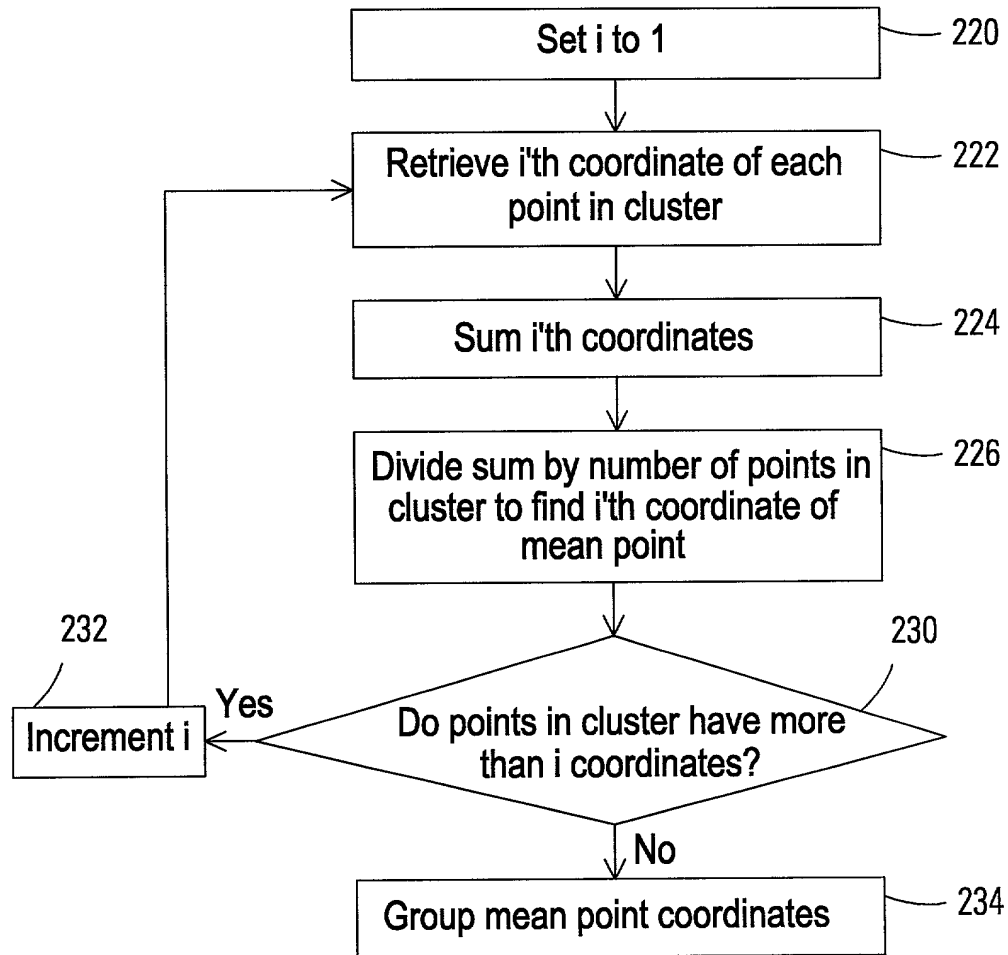 Set i to 1
220
Retrieve i'th coordinate of each
point in cluster
222
Sum i'th coordinates
224
Divide sum by number of points in
cluster to find i'th coordinate of
mean point
226
232
230
Yes
Increment i
Do points in cluster have more
than i coordinates?
No
Group mean point coordinates
234